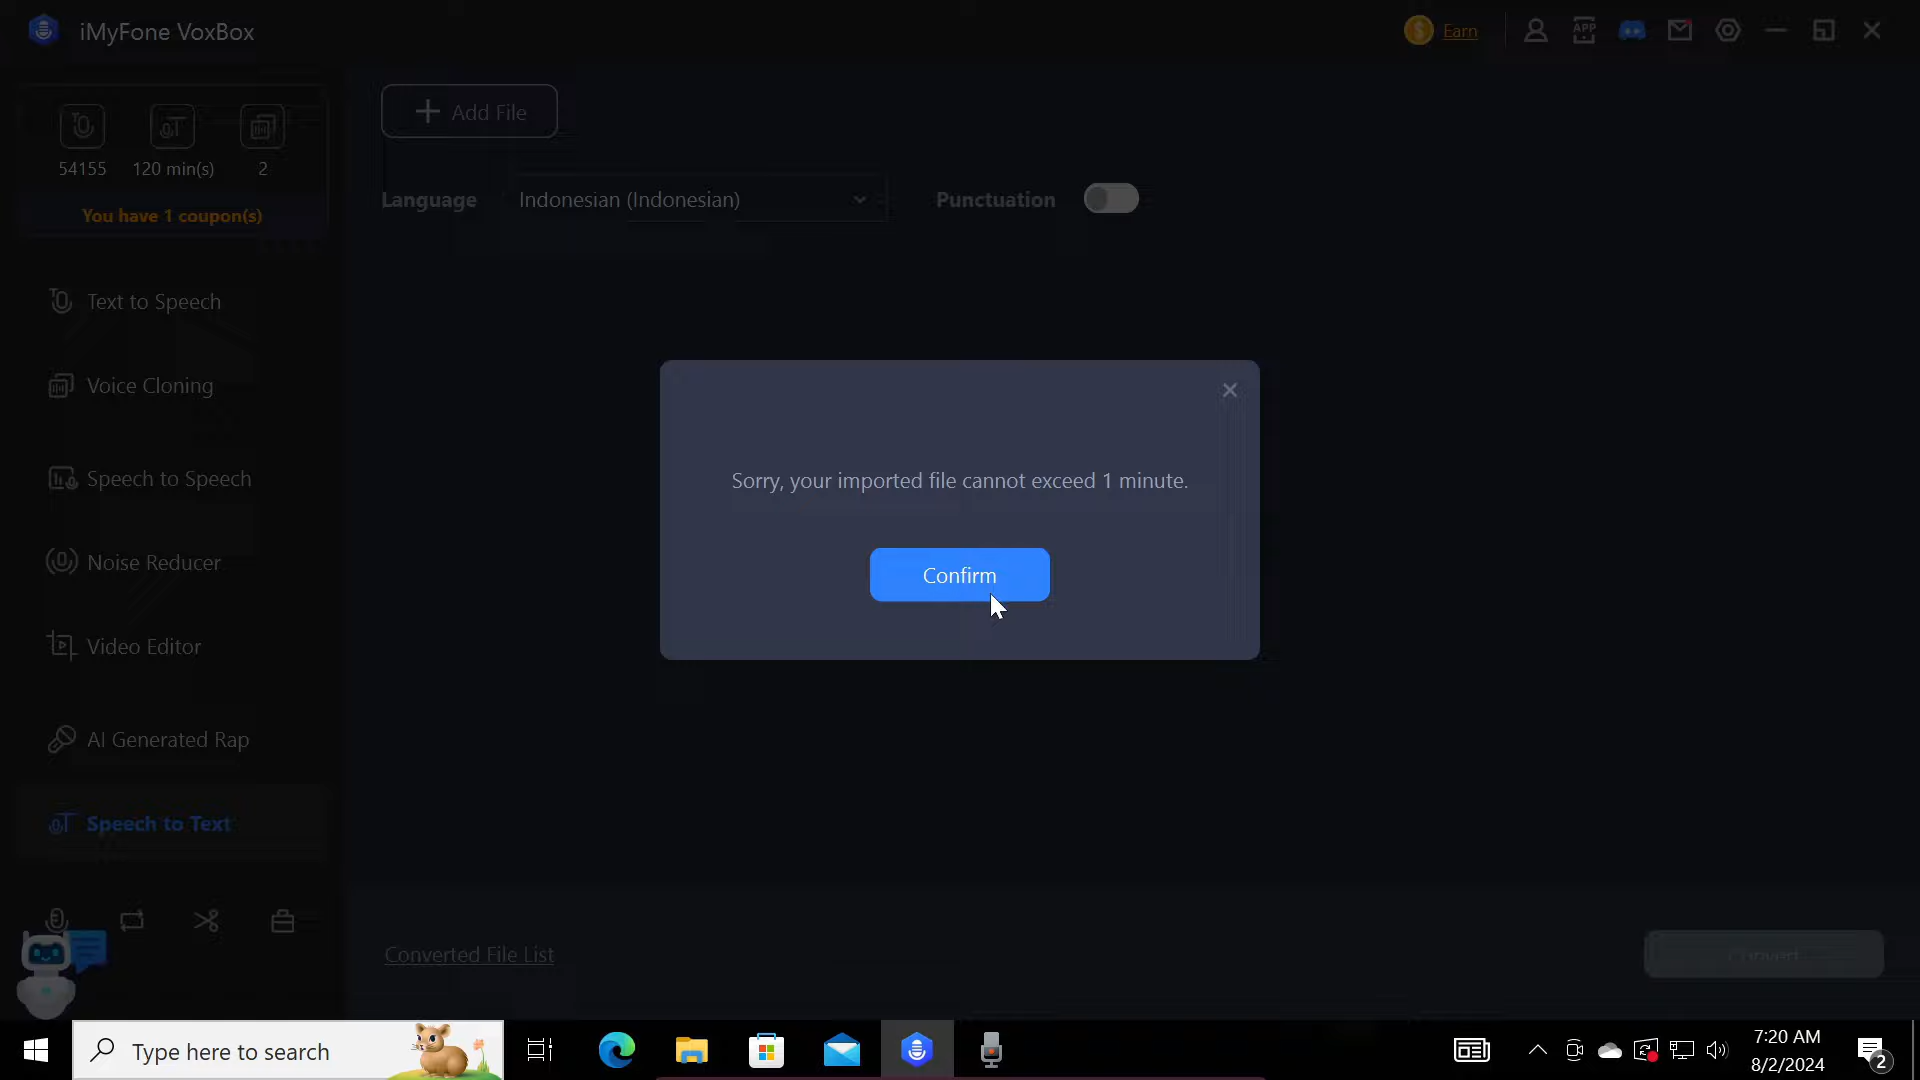 iMyFone VoxBox
Earn
APP
Add File
54155
120 min(s)
2
You have 1 coupon(s)
Language
Indonesian (Indonesian)
Punctuation
Text to Speech
Voice Cloning
Speech to Speech
Noise Reducer
Video Editor
AI Generated Rap
Speech to Text
Sorry, your imported file cannot exceed 1 minute.
Confirm
Converted File List
Convert
Type here to search
7:20 AM
8/2/2024
2